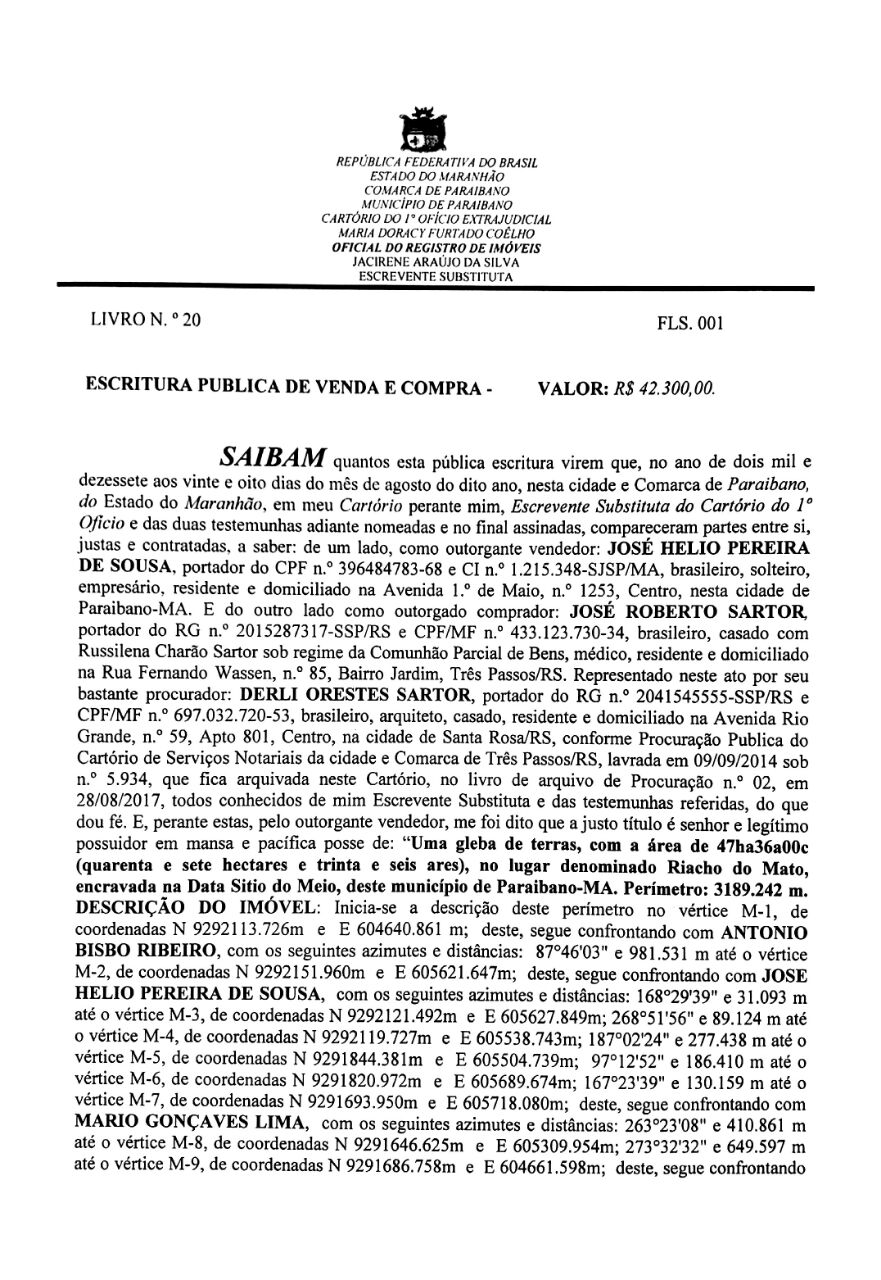 REPÚBLICA FEDERATIVA DO BRASIL
ESTADO DO MARANHÃO
COMARCA DE PARAIBANO
MUNICÍPIO DE PARAIBANO
CARTÓRIO DO 1º OFÍCIO EXTRAJUDICIAL
MARIA DORACY FURTADO COÊLHO
OFICIAL DO REGISTRO DE IMÓVEIS
JACIRENE ARAÚJO DA SILVA
ESCREVENTE SUBSTITUTA
LIVRO N. º 20 FLS. 001
ESCRITURA PUBLICA DE VENDA E COMPRA - VALOR: R$ 42.300,00.
SAIBAM quantos esta pública escritura virem que, no ano de dois mil e
dezessete aos vinte e oito dias do mês de agosto do dito ano, nesta cidade e Comarca de Paraibano,
do Estado do Maranhão, em meu Cartório perante mim, Escrevente Substituta do Cartório do 1º
Oficio e das duas testemunhas adiante nomeadas e no final assinadas, compareceram partes entre si,
justas e contratadas, a saber: de um lado, como outorgante vendedor: JOSÉ HELIO PEREIRA
DE SOUSA, portador do CPF n.º 396484783-68 e CI n.º 1.215.348-SJSP/MA, brasileiro, solteiro,
empresário, residente e domiciliado na Avenida 1.º de Maio, n.º 1253, Centro, nesta cidade de
Paraibano-MA. E do outro lado como outorgado comprador: JOSÉ ROBERTO SARTOR,
portador do RG n.º 2015287317-SSP/RS e CPF/MF n.º 433.123.730-34, brasileiro, casado com
Russilena Charão Sartor sob regime da Comunhão Parcial de Bens, médico, residente e domiciliado
na Rua Fernando Wassen, n.º 85, Bairro Jardim, Três Passos/RS. Representado neste ato por seu
bastante procurador: DERLI ORESTES SARTOR, portador do RG n.º 2041545555-SSP/RS e
CPF/MF n.º 697.032.720-53, brasileiro, arquiteto, casado, residente e domiciliado na Avenida Rio
Grande, n.º 59, Apto 801, Centro, na cidade de Santa Rosa/RS, conforme Procuração Publica do
Cartório de Serviços Notariais da cidade e Comarca de Três Passos/RS, lavrada em 09/09/2014 sob
n.º 5.934, que fica arquivada neste Cartório, no livro de arquivo de Procuração n.º 02, em
28/08/2017, todos conhecidos de mim Escrevente Substituta e das testemunhas referidas, do que
dou fé. E, perante estas, pelo outorgante vendedor, me foi dito que a justo título é senhor e legítimo
possuidor em mansa e pacífica posse de: “Uma gleba de terras, com a área de 47ha36a00c
(quarenta e sete hectares e trinta e seis ares), no lugar denominado Riacho do Mato,
encravada na Data Sitio do Meio, deste município de Paraibano-MA. Perímetro: 3189.242 m.
DESCRIÇÃO DO IMÓVEL: Inicia-se a descrição deste perímetro no vértice M-1, de
coordenadas N 9292113.726m e E 604640.861 m; deste, segue confrontando com ANTONIO
BISBO RIBEIRO, com os seguintes azimutes e distâncias: 87°46'03" e 981.531 m até o vértice
M-2, de coordenadas N 9292151.960m e E 605621.647m; deste, segue confrontando com JOSE
HELIO PEREIRA DE SOUSA, com os seguintes azimutes e distâncias: 168°29'39" e 31.093 m
até o vértice M-3, de coordenadas N 9292121.492m e E 605627.849m; 268°51'56" e 89.124 m até
o vértice M-4, de coordenadas N 9292119.727m e E 605538.743m; 187°02'24" e 277.438 m até o
vértice M-5, de coordenadas N 9291844.381m e E 605504.739m; 97°12'52" e 186.410 m até o
vértice M-6, de coordenadas N 9291820.972m e E 605689.674m; 167°23'39" e 130.159 m até o
vértice M-7, de coordenadas N 9291693.950m e E 605718.080m; deste, segue confrontando com
MARIO GONÇAVES LIMA, com os seguintes azimutes e distâncias: 263°23'08" e 410.861 m
até o vértice M-8, de coordenadas N 9291646.625m e E 605309.954m; 273°32'32" e 649.597 m
até o vértice M-9, de coordenadas N 9291686.758m e E 604661.598m; deste, segue confrontando